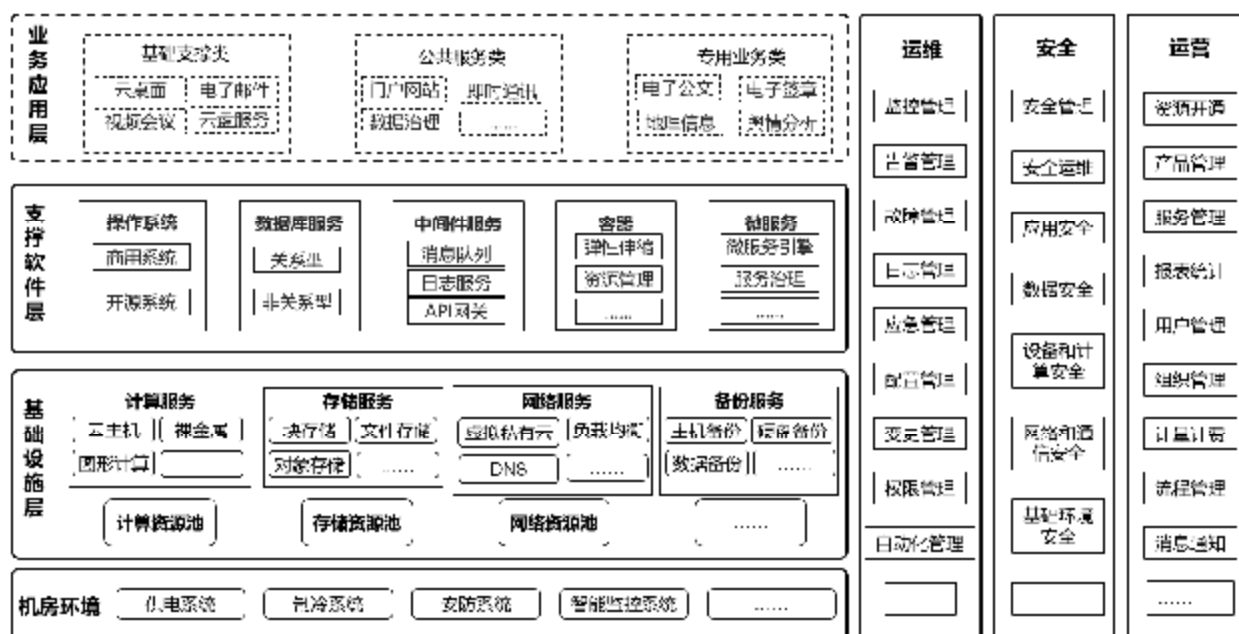 业务应用层
基础支撑类
云桌面 电子邮件
视频会议 云盘服务
公共服务类
门户网站 即时通讯
数据治理 ……
专用业务类
电子公文 电子签章
地理信息 舆情分析
支撑软件层
操作系统
商用系统
开源系统
数据库服务
关系型
非关系型
中间件服务
消息队列
日志服务
API网关
容器
弹性伸缩
资源管理
……
微服务
微服务引擎
服务治理
……
基础设施层
计算服务
云主机 裸金属
图形计算
存储服务
块存储 文件存储
对象存储 ……
网络服务
虚拟私有云 负载均衡
DNS ……
备份服务
主机备份 硬盘备份
数据备份 ……
计算资源池 存储资源池 网络资源池 ……
机房环境 供电系统 制冷系统 安防系统 智能监控系统 ……
运维
监控管理
告警管理
故障管理
日志管理
应急管理
配置管理
变更管理
权限管理
自动化管理
安全
安全管理
安全运维
应用安全
数据安全
设备和计
算安全
网络和通
信安全
基础环境
安全
运营
资源开通
产品管理
服务管理
报表统计
用户管理
组织管理
计量计费
流程管理
消息通知
……